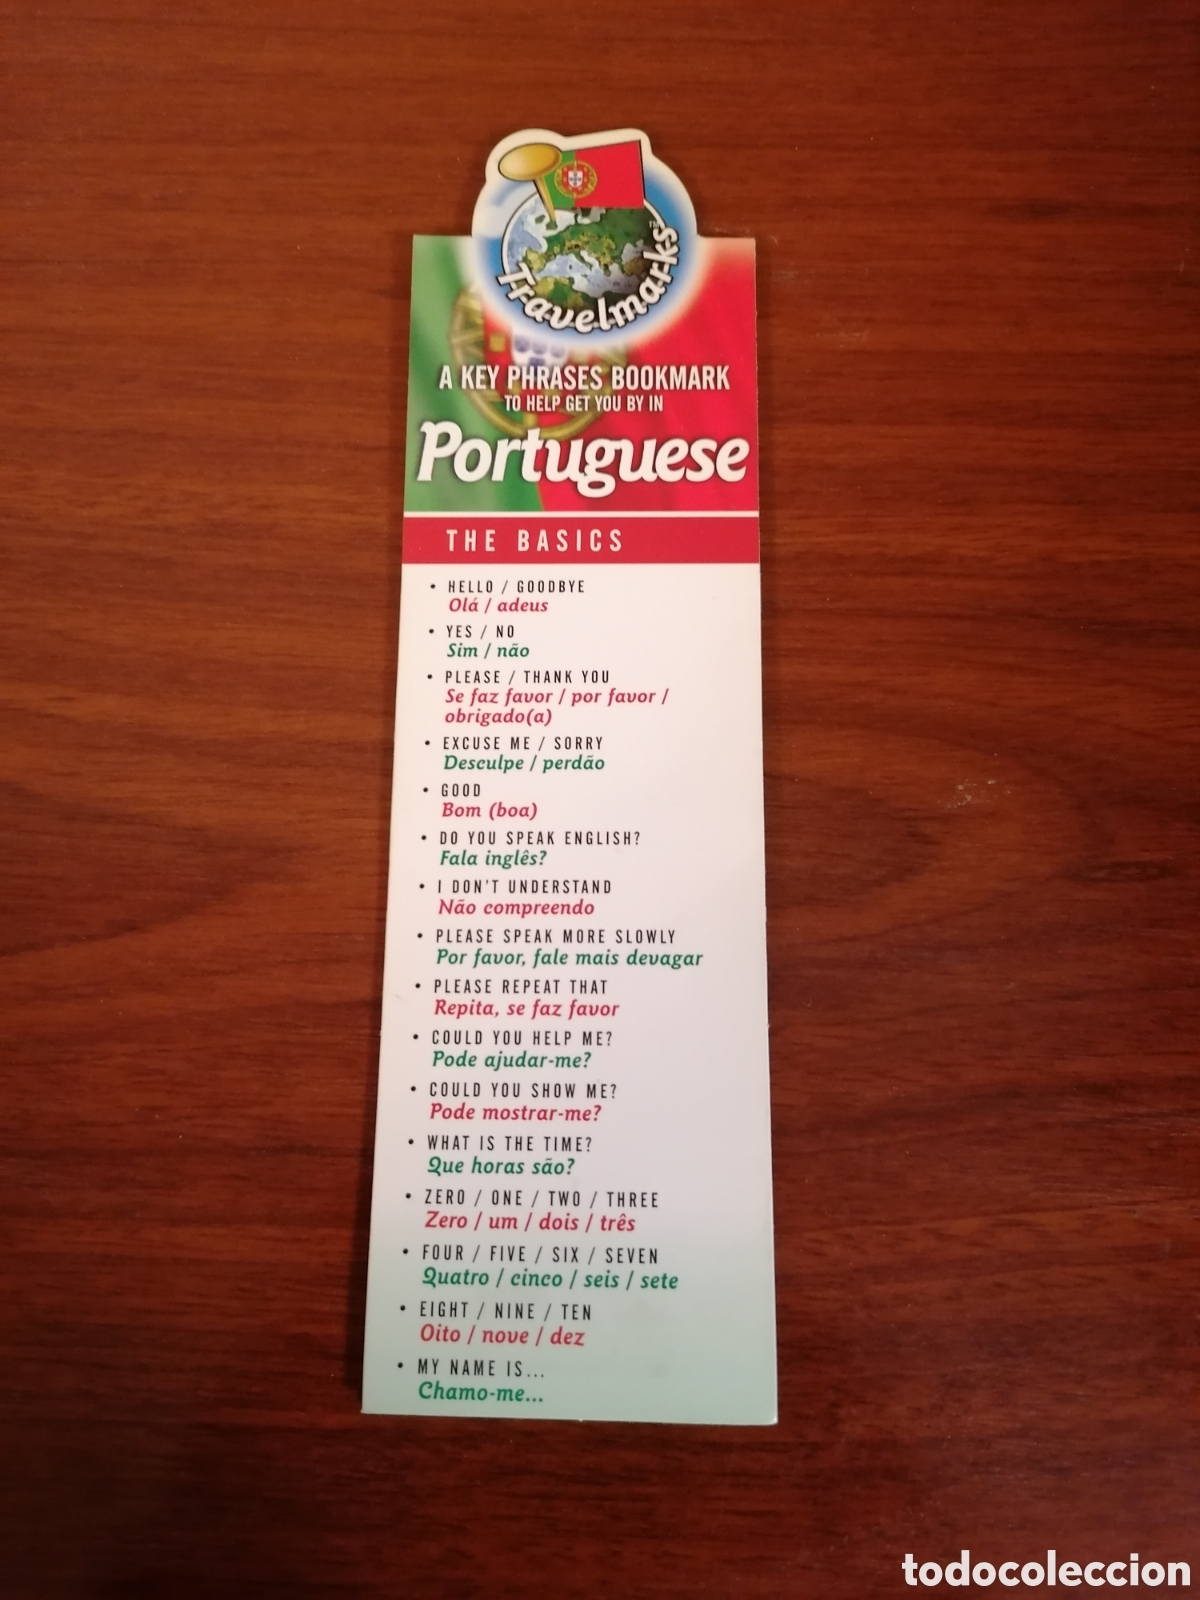 Travelmarks™
A KEY PHRASES BOOKMARK
TO HELP GET YOU BY IN
Portuguese
THE BASICS
• HELLO / GOODBYE
Olá / adeus
• YES / NO
Sim / não
• PLEASE / THANK YOU
Se faz favor / por favor /
obrigado(a)
• EXCUSE ME / SORRY
Desculpe / perdão
• GOOD
Bom (boa)
• DO YOU SPEAK ENGLISH?
Fala inglês?
• I DON'T UNDERSTAND
Não compreendo
• PLEASE SPEAK MORE SLOWLY
Por favor, fale mais devagar
• PLEASE REPEAT THAT
Repita, se faz favor
• COULD YOU HELP ME?
Pode ajudar-me?
• COULD YOU SHOW ME?
Pode mostrar-me?
• WHAT IS THE TIME?
Que horas são?
• ZERO / ONE / TWO / THREE
Zero / um / dois / três
• FOUR / FIVE / SIX / SEVEN
Quatro / cinco / seis / sete
• EIGHT / NINE / TEN
Oito / nove / dez
• MY NAME IS...
Chamo-me...
todocoleccion